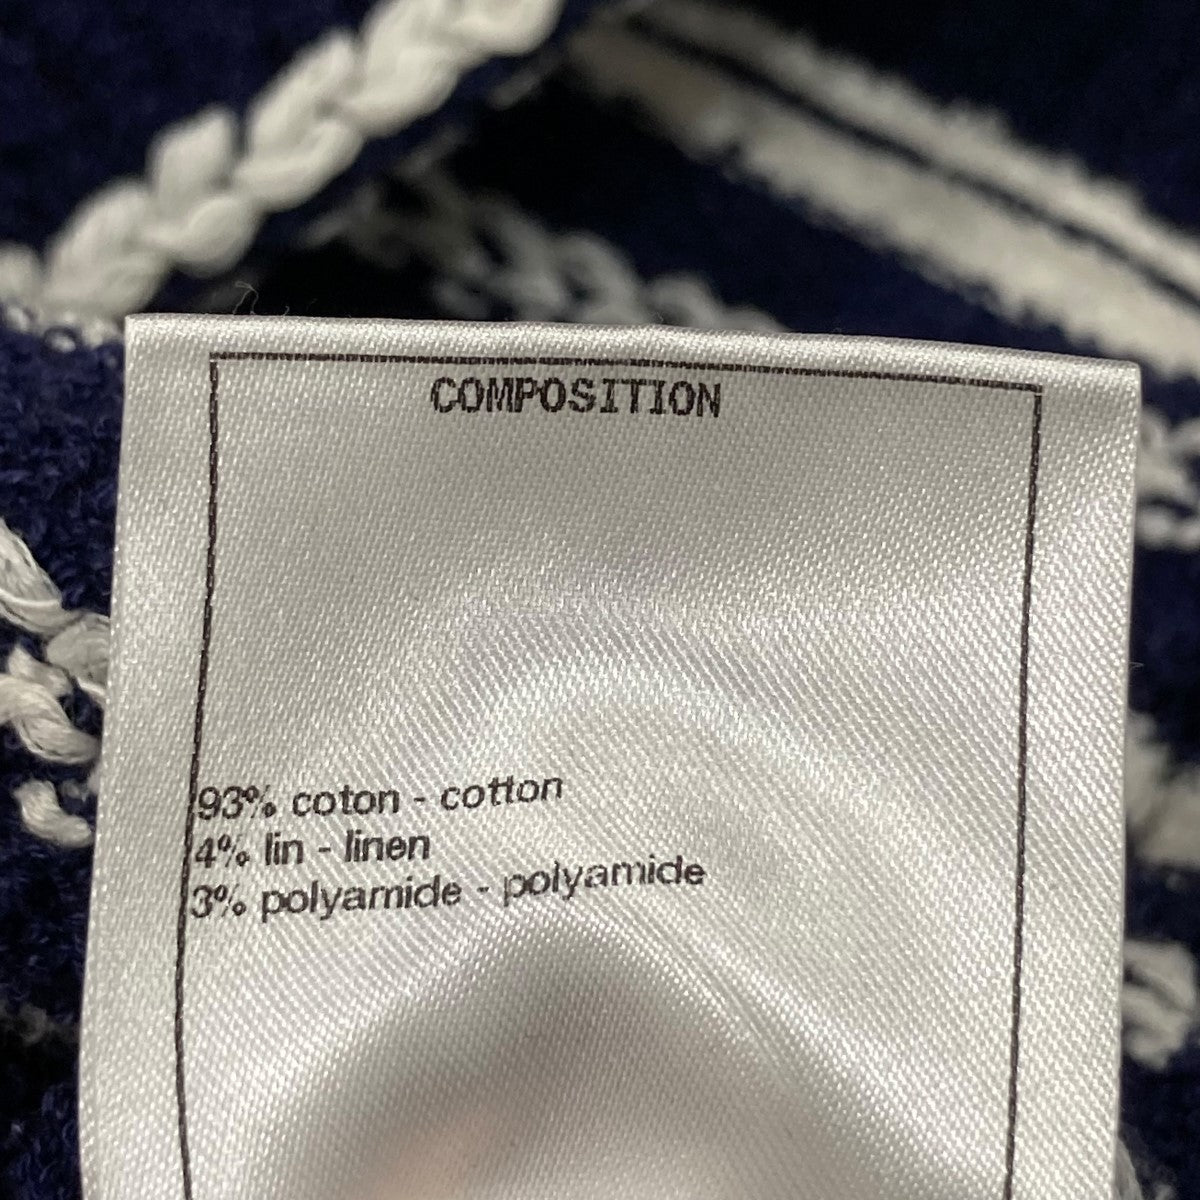 COMPOSITION
93% coton - cotton
4% lin - linen
3% polyamide - polyamide